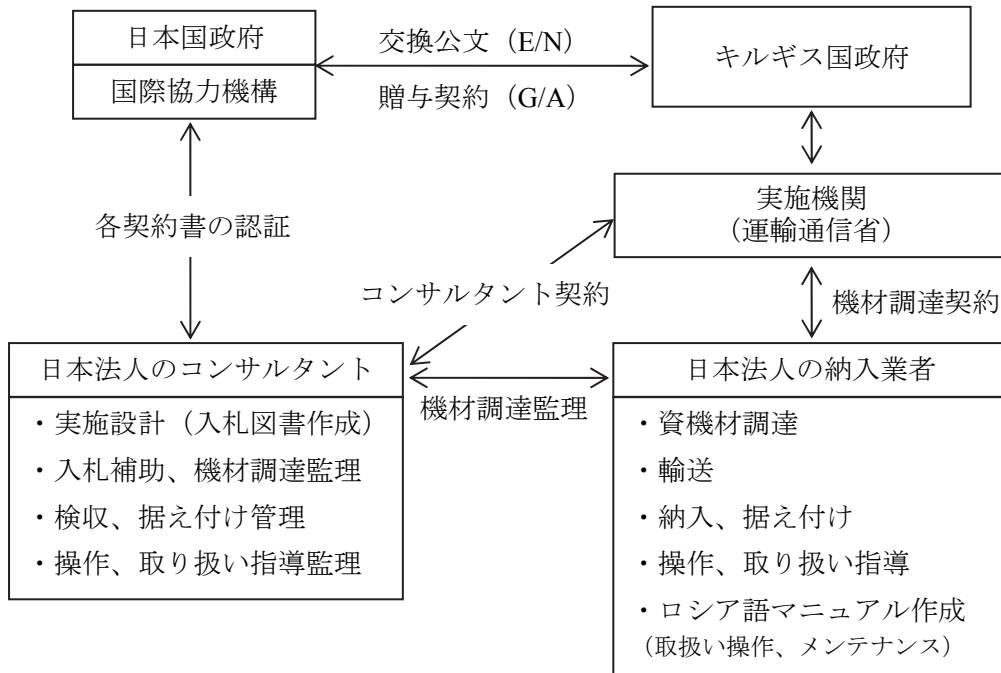 日本国政府
国際協力機構
交換公文（E/N）
贈与契約（G/A）
キルギス国政府
実施機関
（運輸通信省）
各契約書の認証
コンサルタント契約
機材調達契約
日本法人のコンサルタント
・実施設計（入札図書作成）
・入札補助、機材調達監理
・検収、据え付け管理
・操作、取り扱い指導監理
機材調達監理
日本法人の納入業者
・資機材調達
・輸送
・納入、据え付け
・操作、取り扱い指導
・ロシア語マニュアル作成
（取扱い操作、メンテナンス）